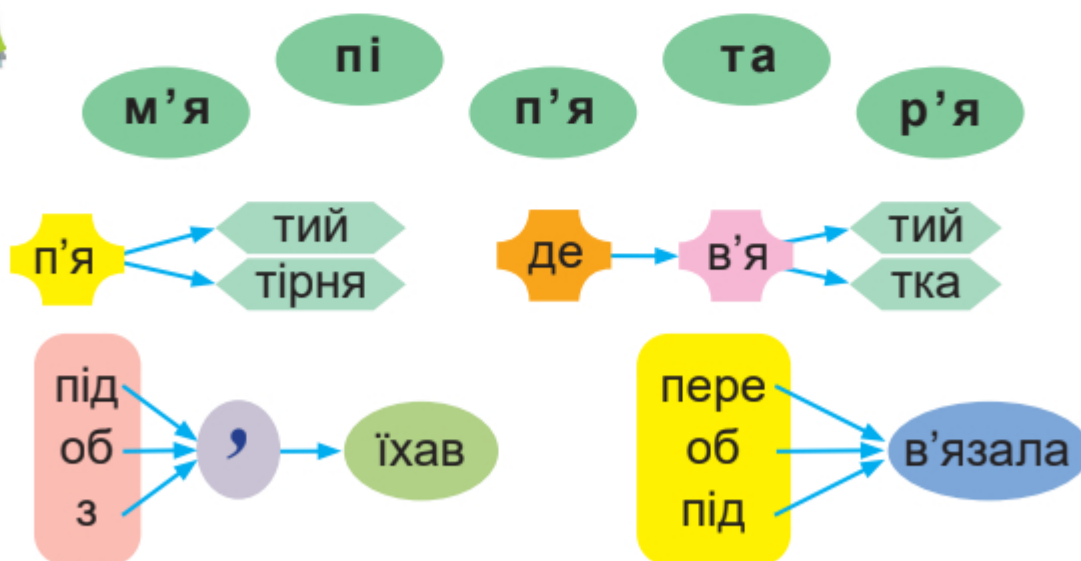 пі та
м’я п’я р’я
тий тий
п’я де в’я
тірня тка
під пере
об ’ їхав об в’язала
з під